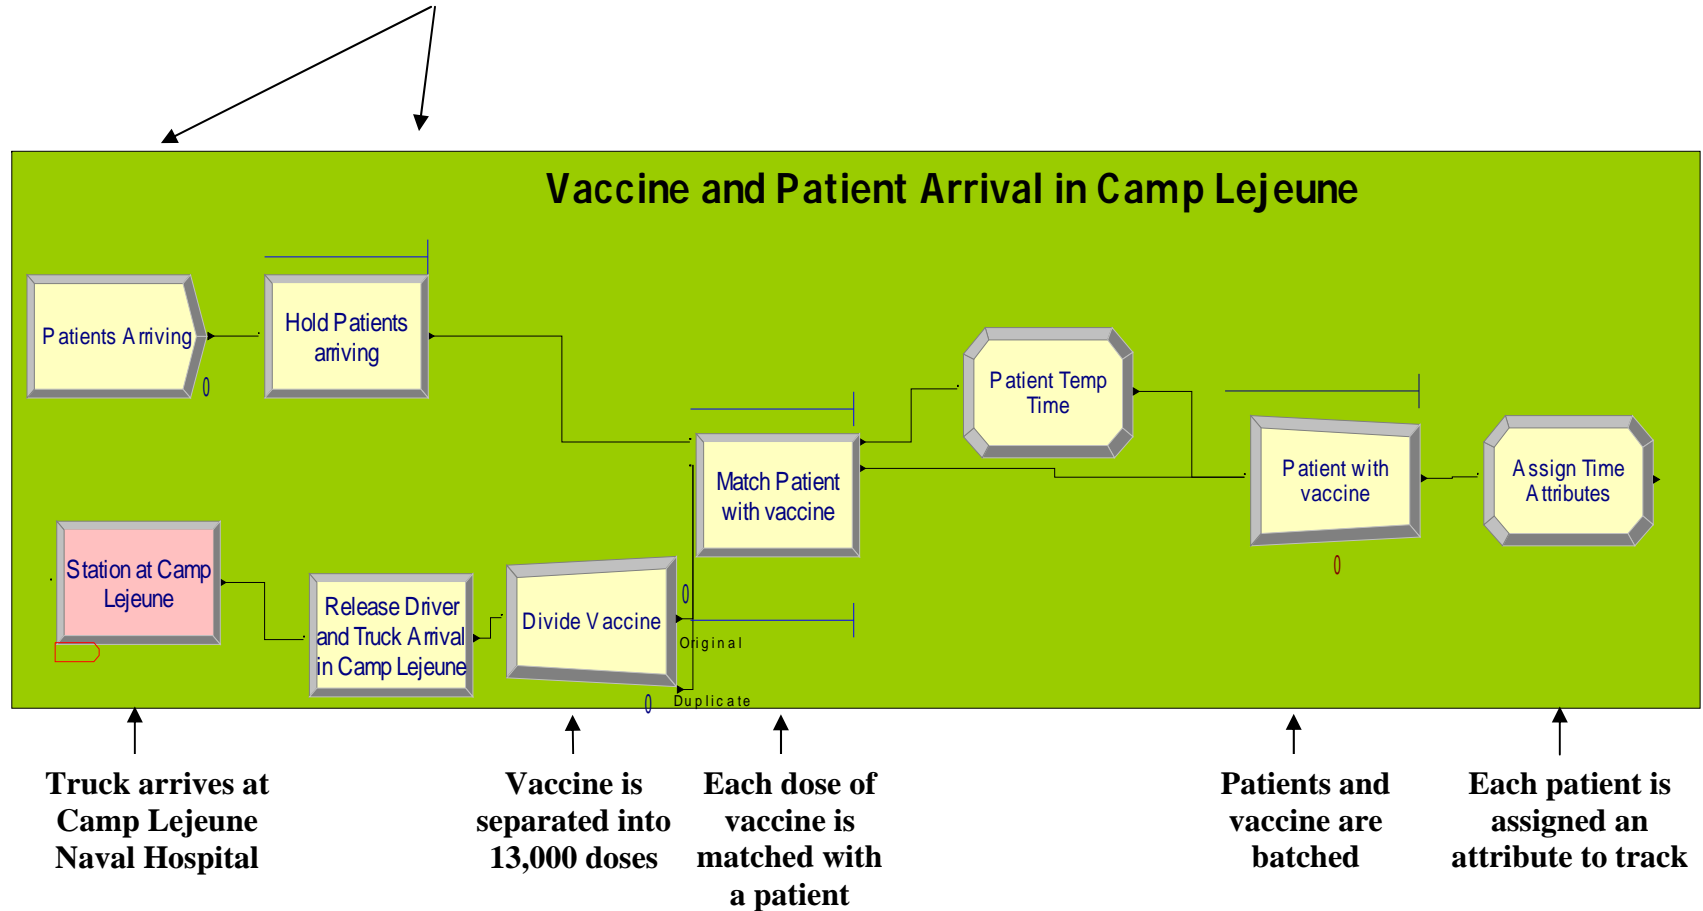 Vaccine and Patient Arrival in Camp Lejeune
Patients Arriving
0
Hold Patients
arriving
Patient Temp
Time
Match Patient
with vaccine
Patient with
vaccine
0
Assign Time
Attributes
Station at Camp
Lejeune
Release Driver
and Truck Arrival
in Camp Lejeune
Divide Vaccine
0
Original
0
Duplicate
Truck arrives at
Camp Lejeune
Naval Hospital
Vaccine is
separated into
13,000 doses
Each dose of
vaccine is
matched with
a patient
Patients and
vaccine are
batched
Each patient is
assigned an
attribute to track